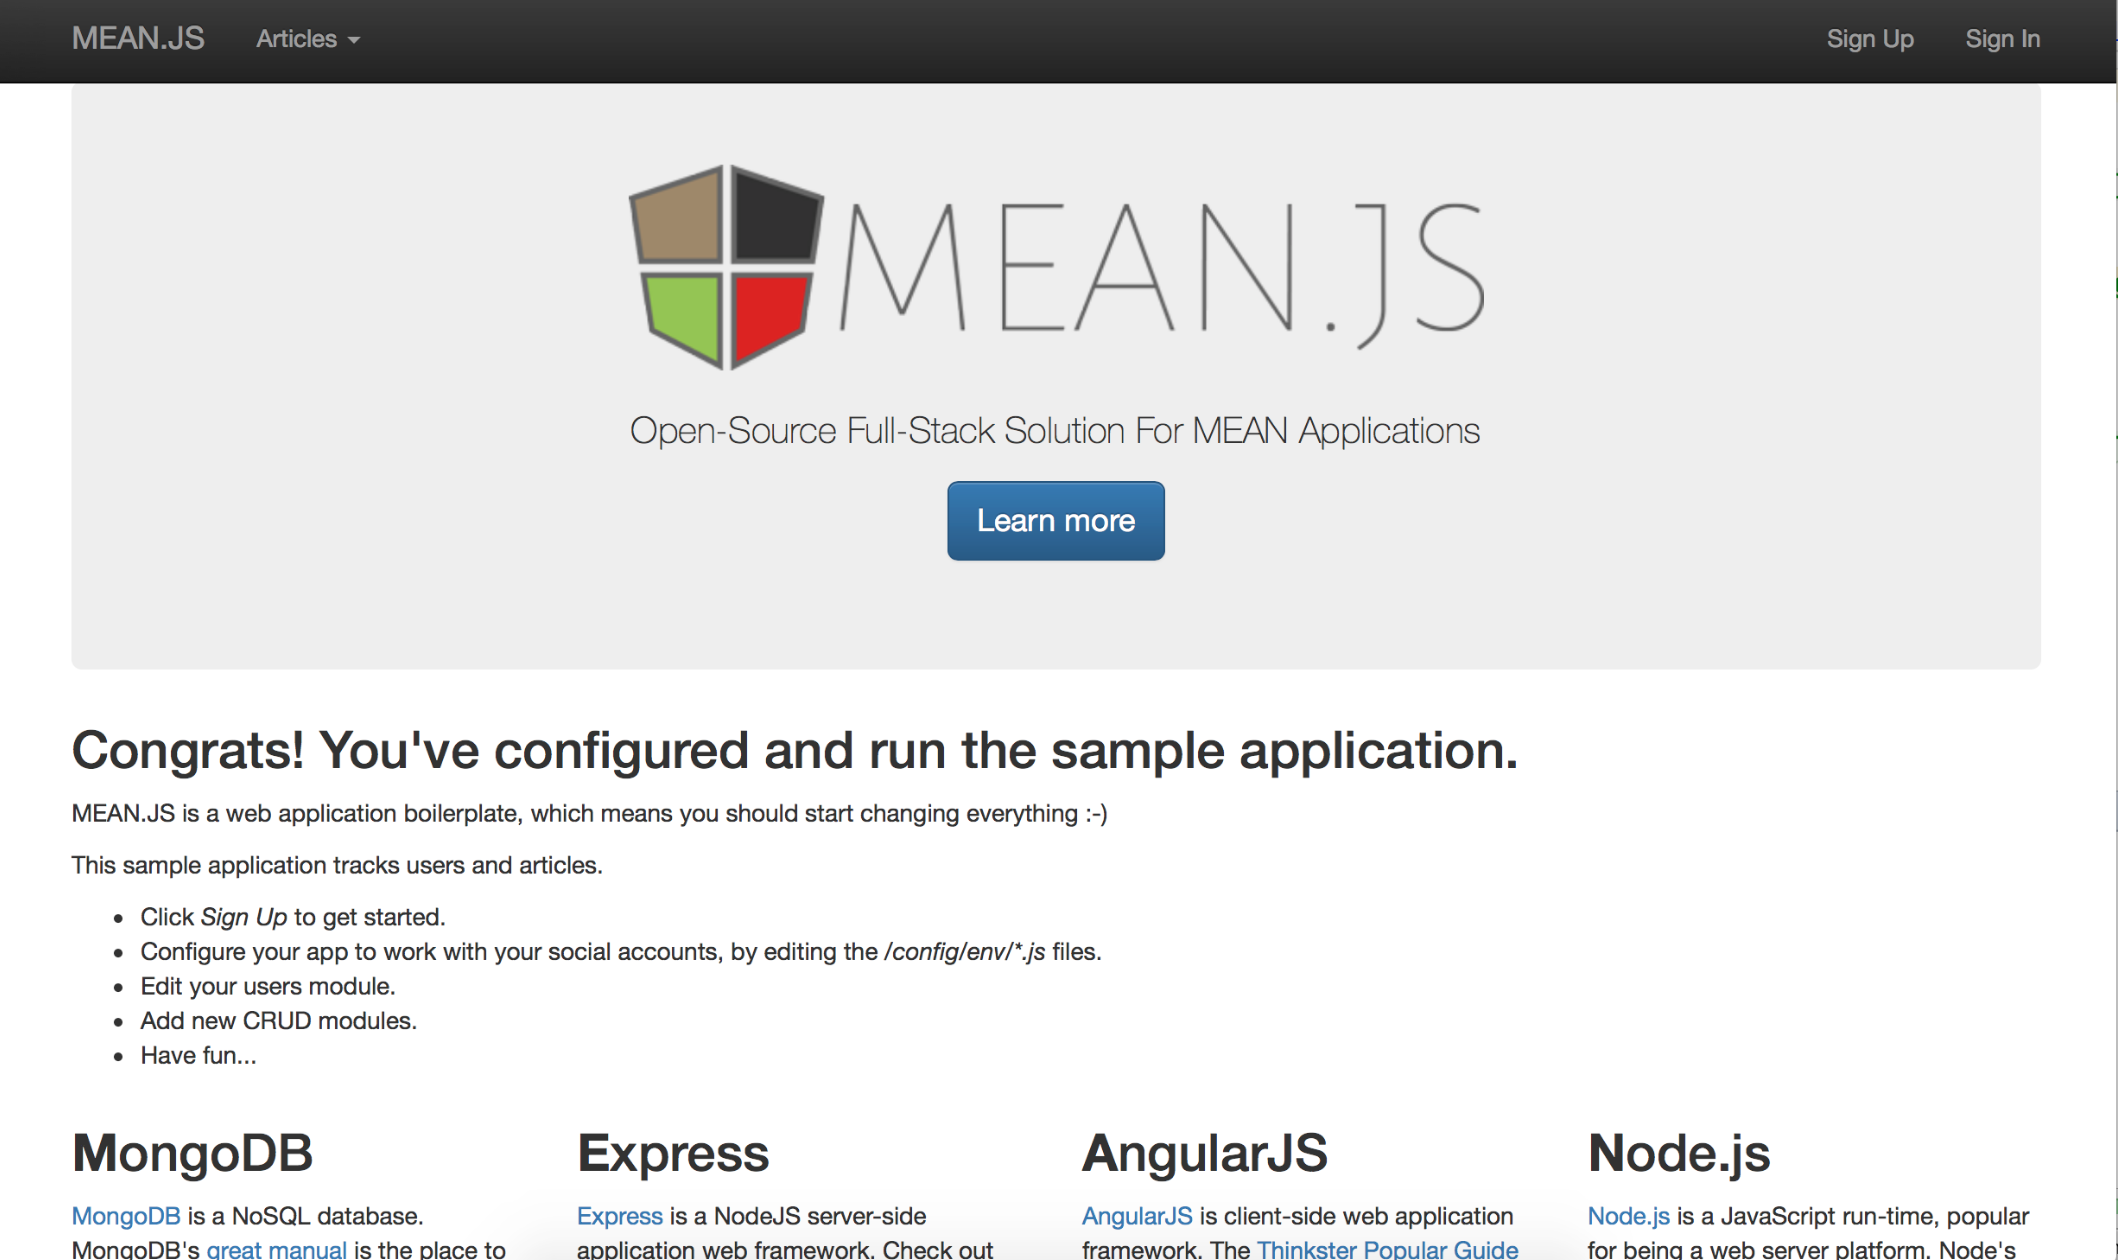 MEAN.JS Articles Sign Up Sign In
MEAN.JS
Open-Source Full-Stack Solution For MEAN Applications
Learn more
Congrats! You've configured and run the sample application.
MEAN.JS is a web application boilerplate, which means you should start changing everything :-)
This sample application tracks users and articles.
• Click Sign Up to get started.
• Configure your app to work with your social accounts, by editing the /config/env/*.js files.
• Edit your users module.
• Add new CRUD modules.
• Have fun...
MongoDB
MongoDB is a NoSQL database.
MongoDB's great manual is the place to
Express
Express is a NodeJS server-side
application web framework. Check out
AngularJS
AngularJS is client-side web application
framework. The Thinkster Popular Guide
Node.js
Node.js is a JavaScript run-time, popular
for being a web server platform. Node's